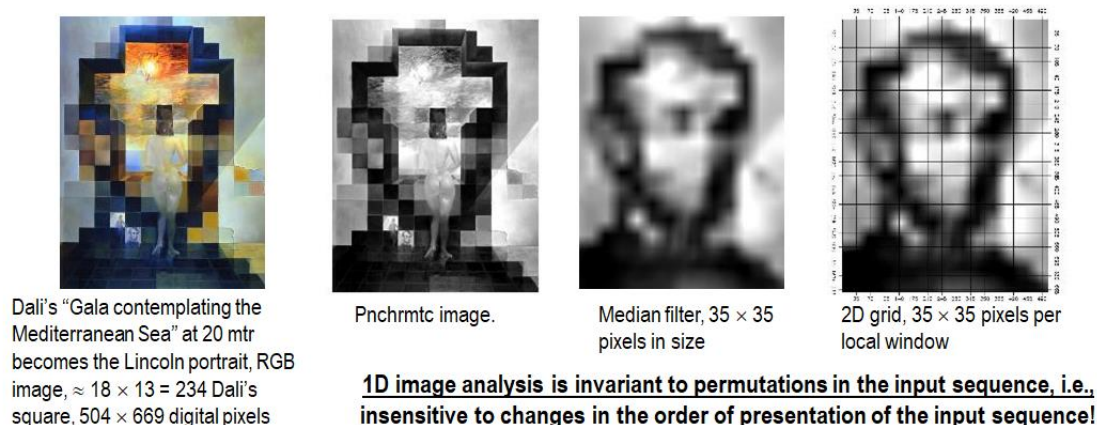 Dali's “Gala contemplating the
Mediterranean Sea” at 20 mtr
becomes the Lincoln portrait, RGB
image, ≈ 18 × 13 = 234 Dali's
square, 504 × 669 digital pixels
Pnchrmtc image.
Median filter, 35 × 35
pixels in size
2D grid, 35 × 35 pixels per
local window
1D image analysis is invariant to permutations in the input sequence, i.e.,
insensitive to changes in the order of presentation of the input sequence!